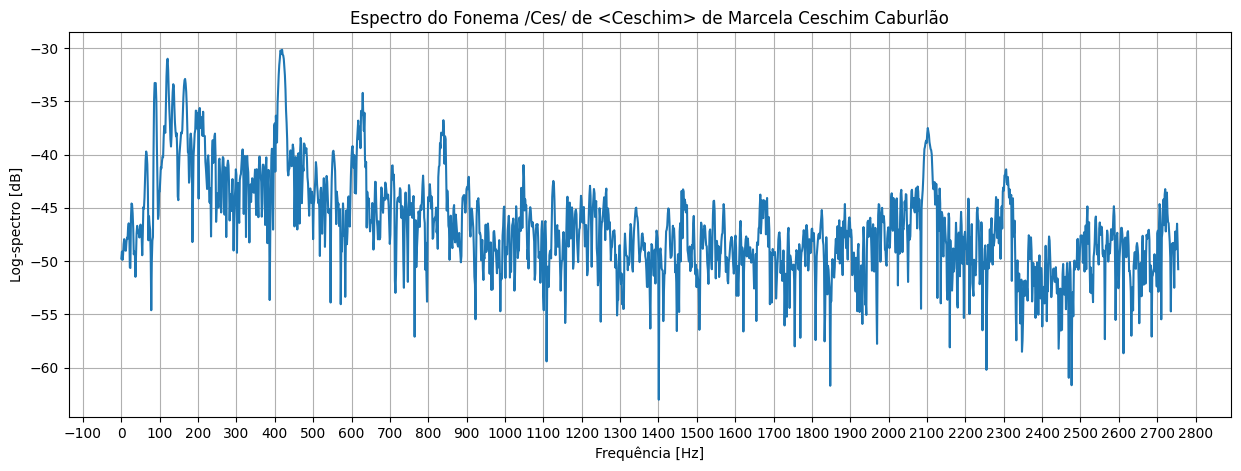 Espectro do Fonema /Ces/ de <Ceschim> de Marcela Ceschim Caburlão
Log-spectro [dB]
−30
−35
−40
−45
−50
−55
−60
−100 0 100 200 300 400 500 600 700 800 900 1000 1100 1200 1300 1400 1500 1600 1700 1800 1900 2000 2100 2200 2300 2400 2500 2600 2700 2800
Frequência [Hz]